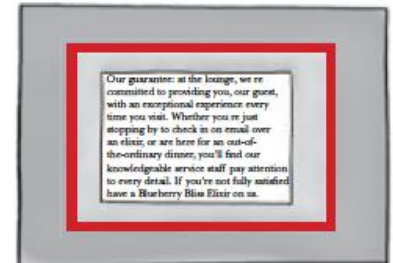 Our guarantee: at the lounge, we re
committed to providing you, our guest,
with an exceptional experience every
time you visit. Whether you re just
stopping by to check in on email over
an elixir, or are here for an out-of-
the-ordinary dinner, you'll find our
knowledgeable service staff pay attention
to every detail. If you're not fully satisfied
have a Blueberry Bliss Elixir on us.